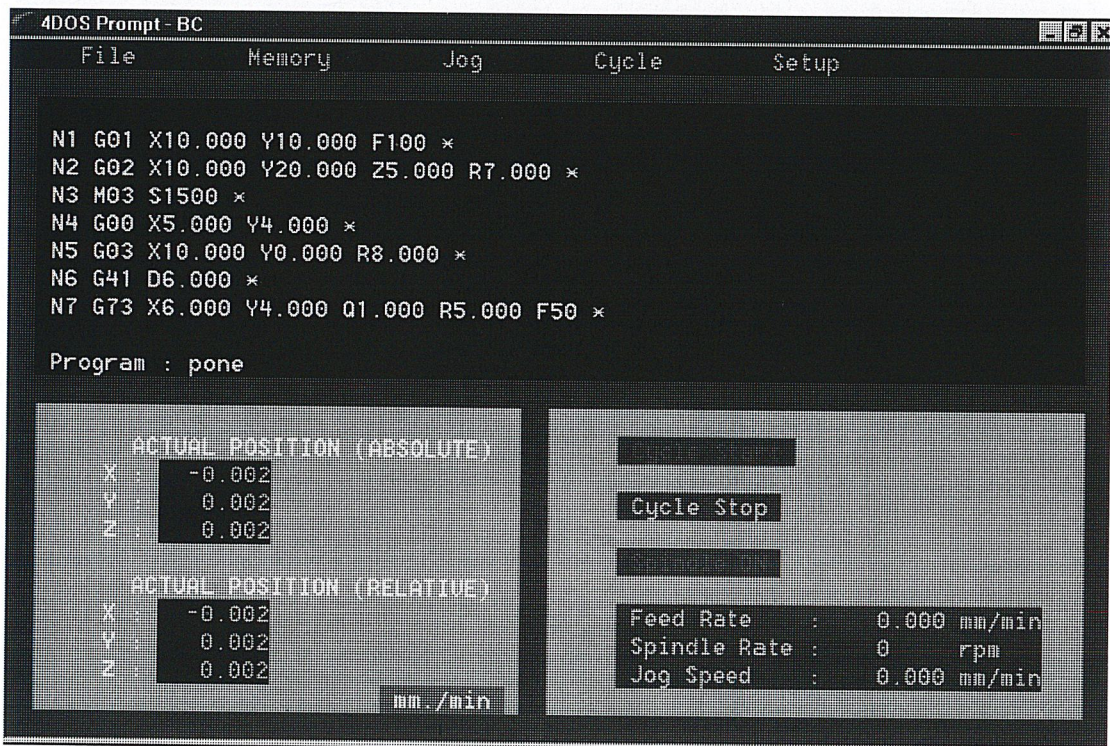 4DOS Prompt - BC
File Memory Jog Cycle Setup
N1 G01 X10.000 Y10.000 F100 *
N2 G02 X10.000 Y20.000 Z5.000 R7.000 *
N3 M03 S1500 *
N4 G00 X5.000 Y4.000 *
N5 G03 X10.000 Y0.000 R8.000 *
N6 G41 D6.000 *
N7 G73 X6.000 Y4.000 Q1.000 R5.000 F50 *
Program : pone
ACTUAL POSITION (ABSOLUTE)
X : -0.002
Y : 0.002
Z : 0.002
ACTUAL POSITION (RELATIVE)
X : -0.002
Y : 0.002
Z : 0.002
mm./min
Cycle Start
Cycle Stop
Spindle ON
Feed Rate : 0.000 mm/min
Spindle Rate : 0 rpm
Jog Speed : 0.000 mm/min